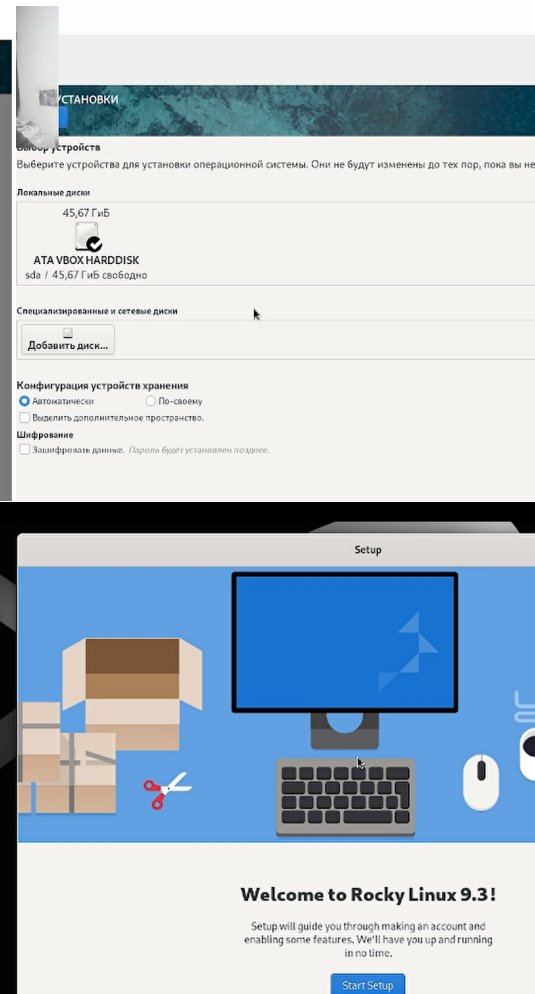 УСТАНОВКИ
Выбор устройств
Выберите устройства для установки операционной системы. Они не будут изменены до тех пор, пока вы не
Локальные диски
45,67 ГиБ
ATA VBOX HARDDISK
sda / 45,67 ГиБ свободно
Специализированные и сетевые диски
Добавить диск...
Конфигурация устройств хранения
Автоматически По-своему
Выделить дополнительное пространство.
Шифрование
Зашифровать данные. Пароль будет установлен позднее.
Setup
Welcome to Rocky Linux 9.3!
Setup will guide you through making an account and
enabling some features. We'll have you up and running
in no time.
Start Setup